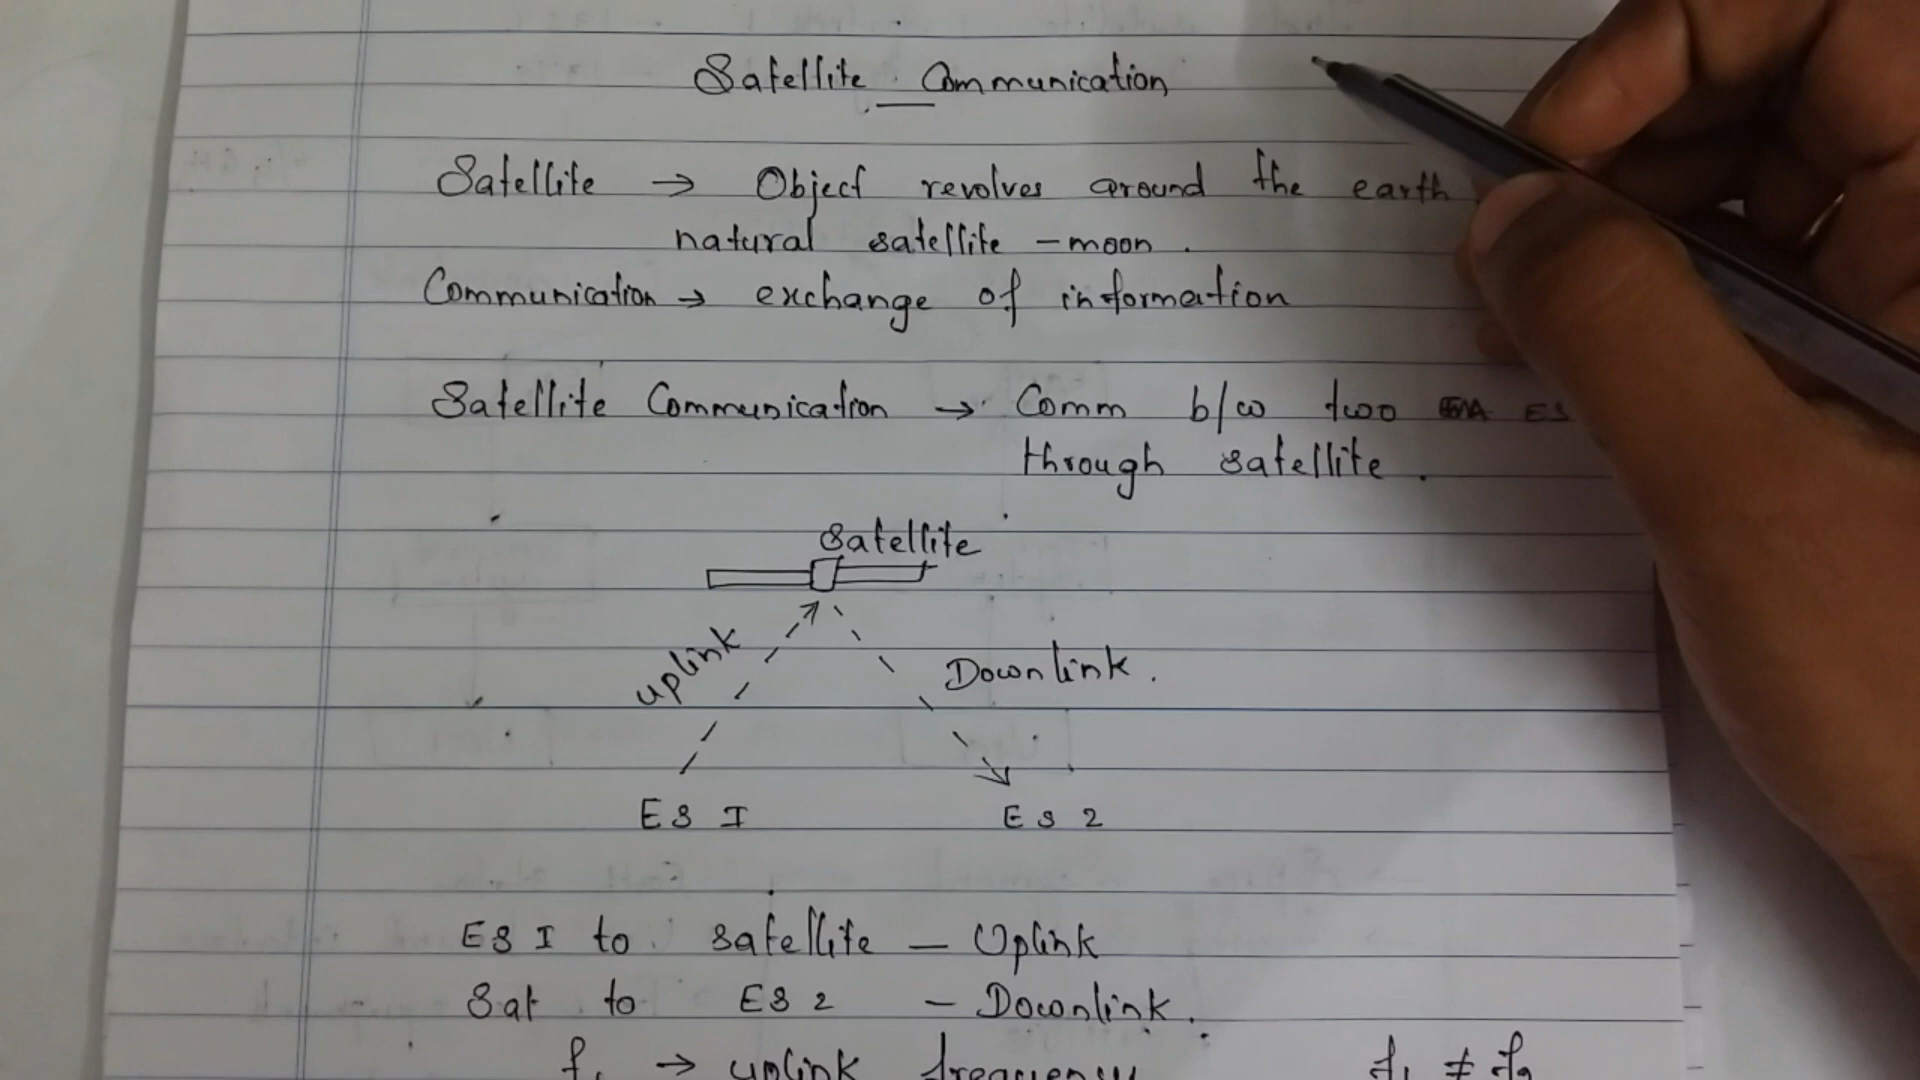 Satellite Communication
Satellite → Object revolves around the earth
natural satellite - moon.
Communication → exchange of information
Satellite Communication → Comm b/w two ES
through satellite.
Satellite
uplink
Downlink.
ES I
ES 2
ES I to satellite - Uplink
Sat to ES 2 - Downlink.
f1 → uplink frequency f1 ≠ f2